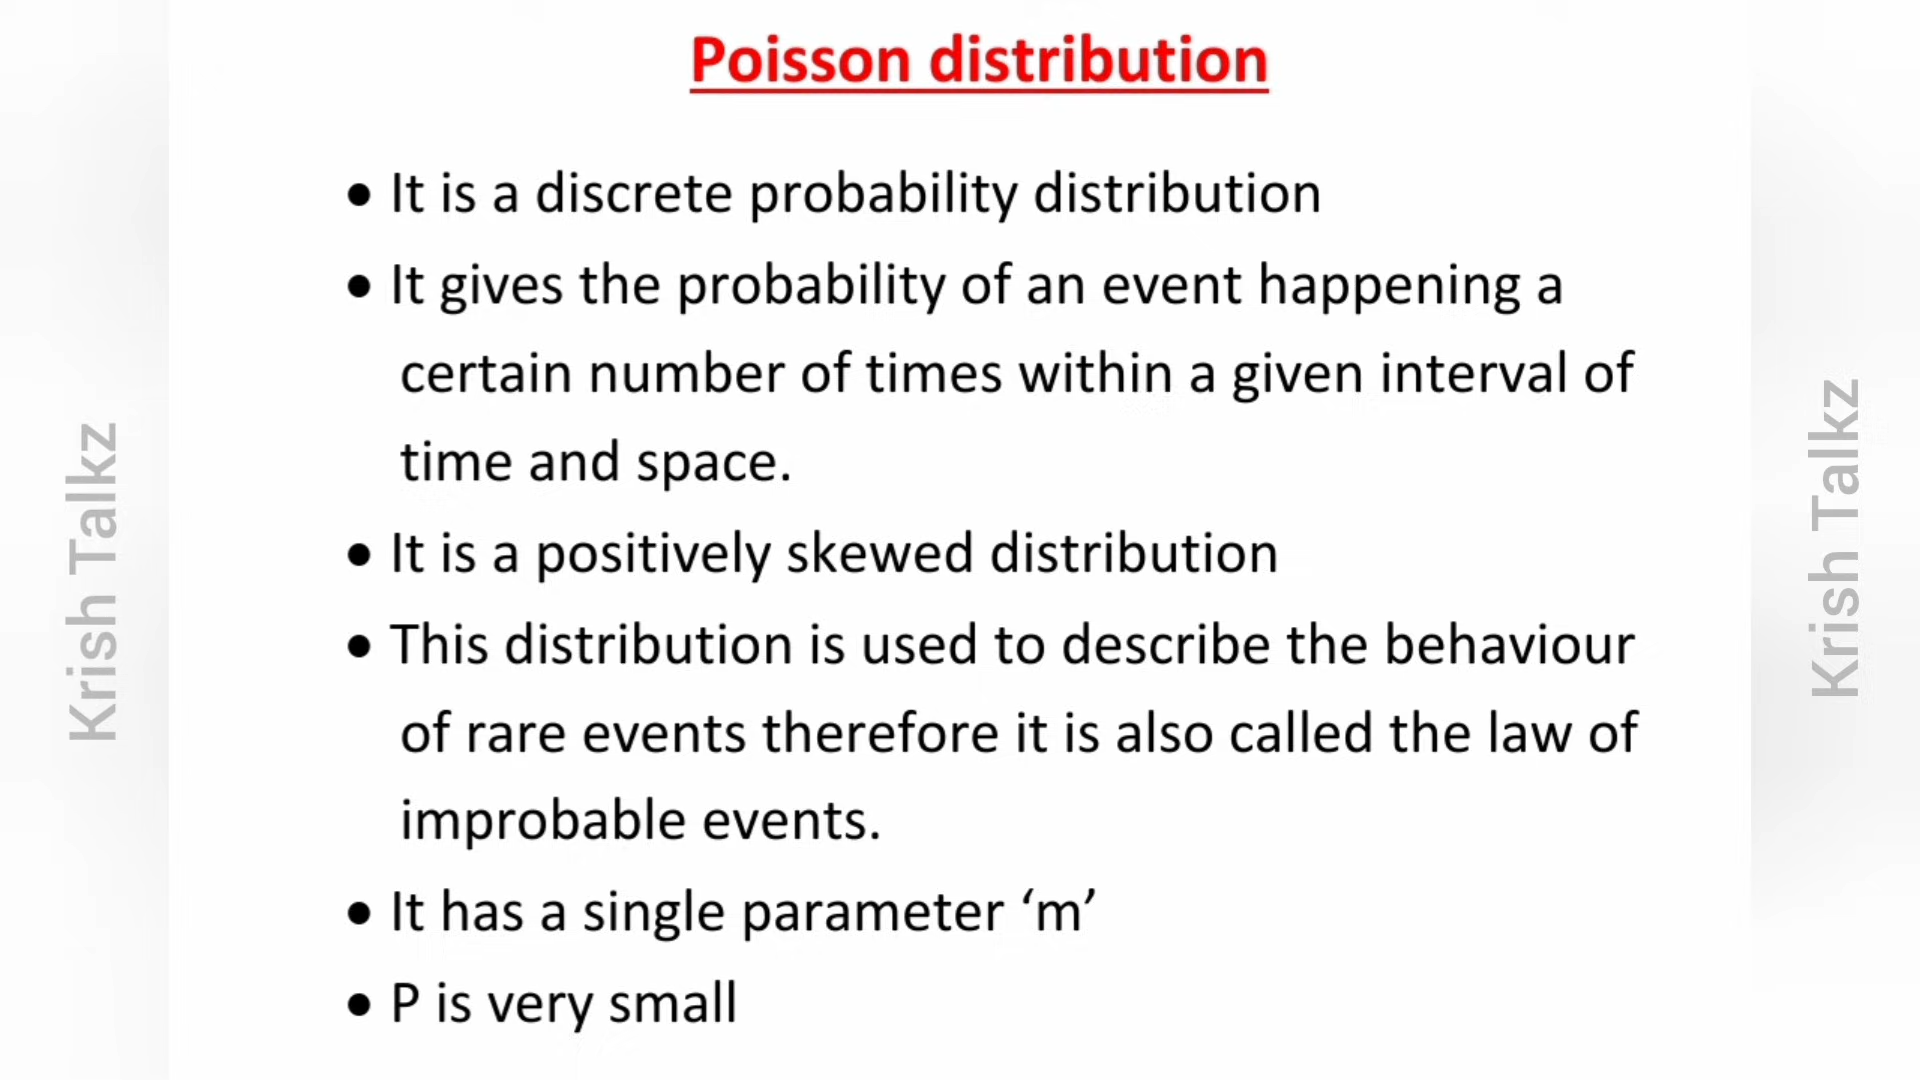 Poisson distribution
• It is a discrete probability distribution
• It gives the probability of an event happening a
certain number of times within a given interval of
time and space.
• It is a positively skewed distribution
• This distribution is used to describe the behaviour
of rare events therefore it is also called the law of
improbable events.
• It has a single parameter ‘m’
• P is very small
Krish Talkz
Krish Talkz